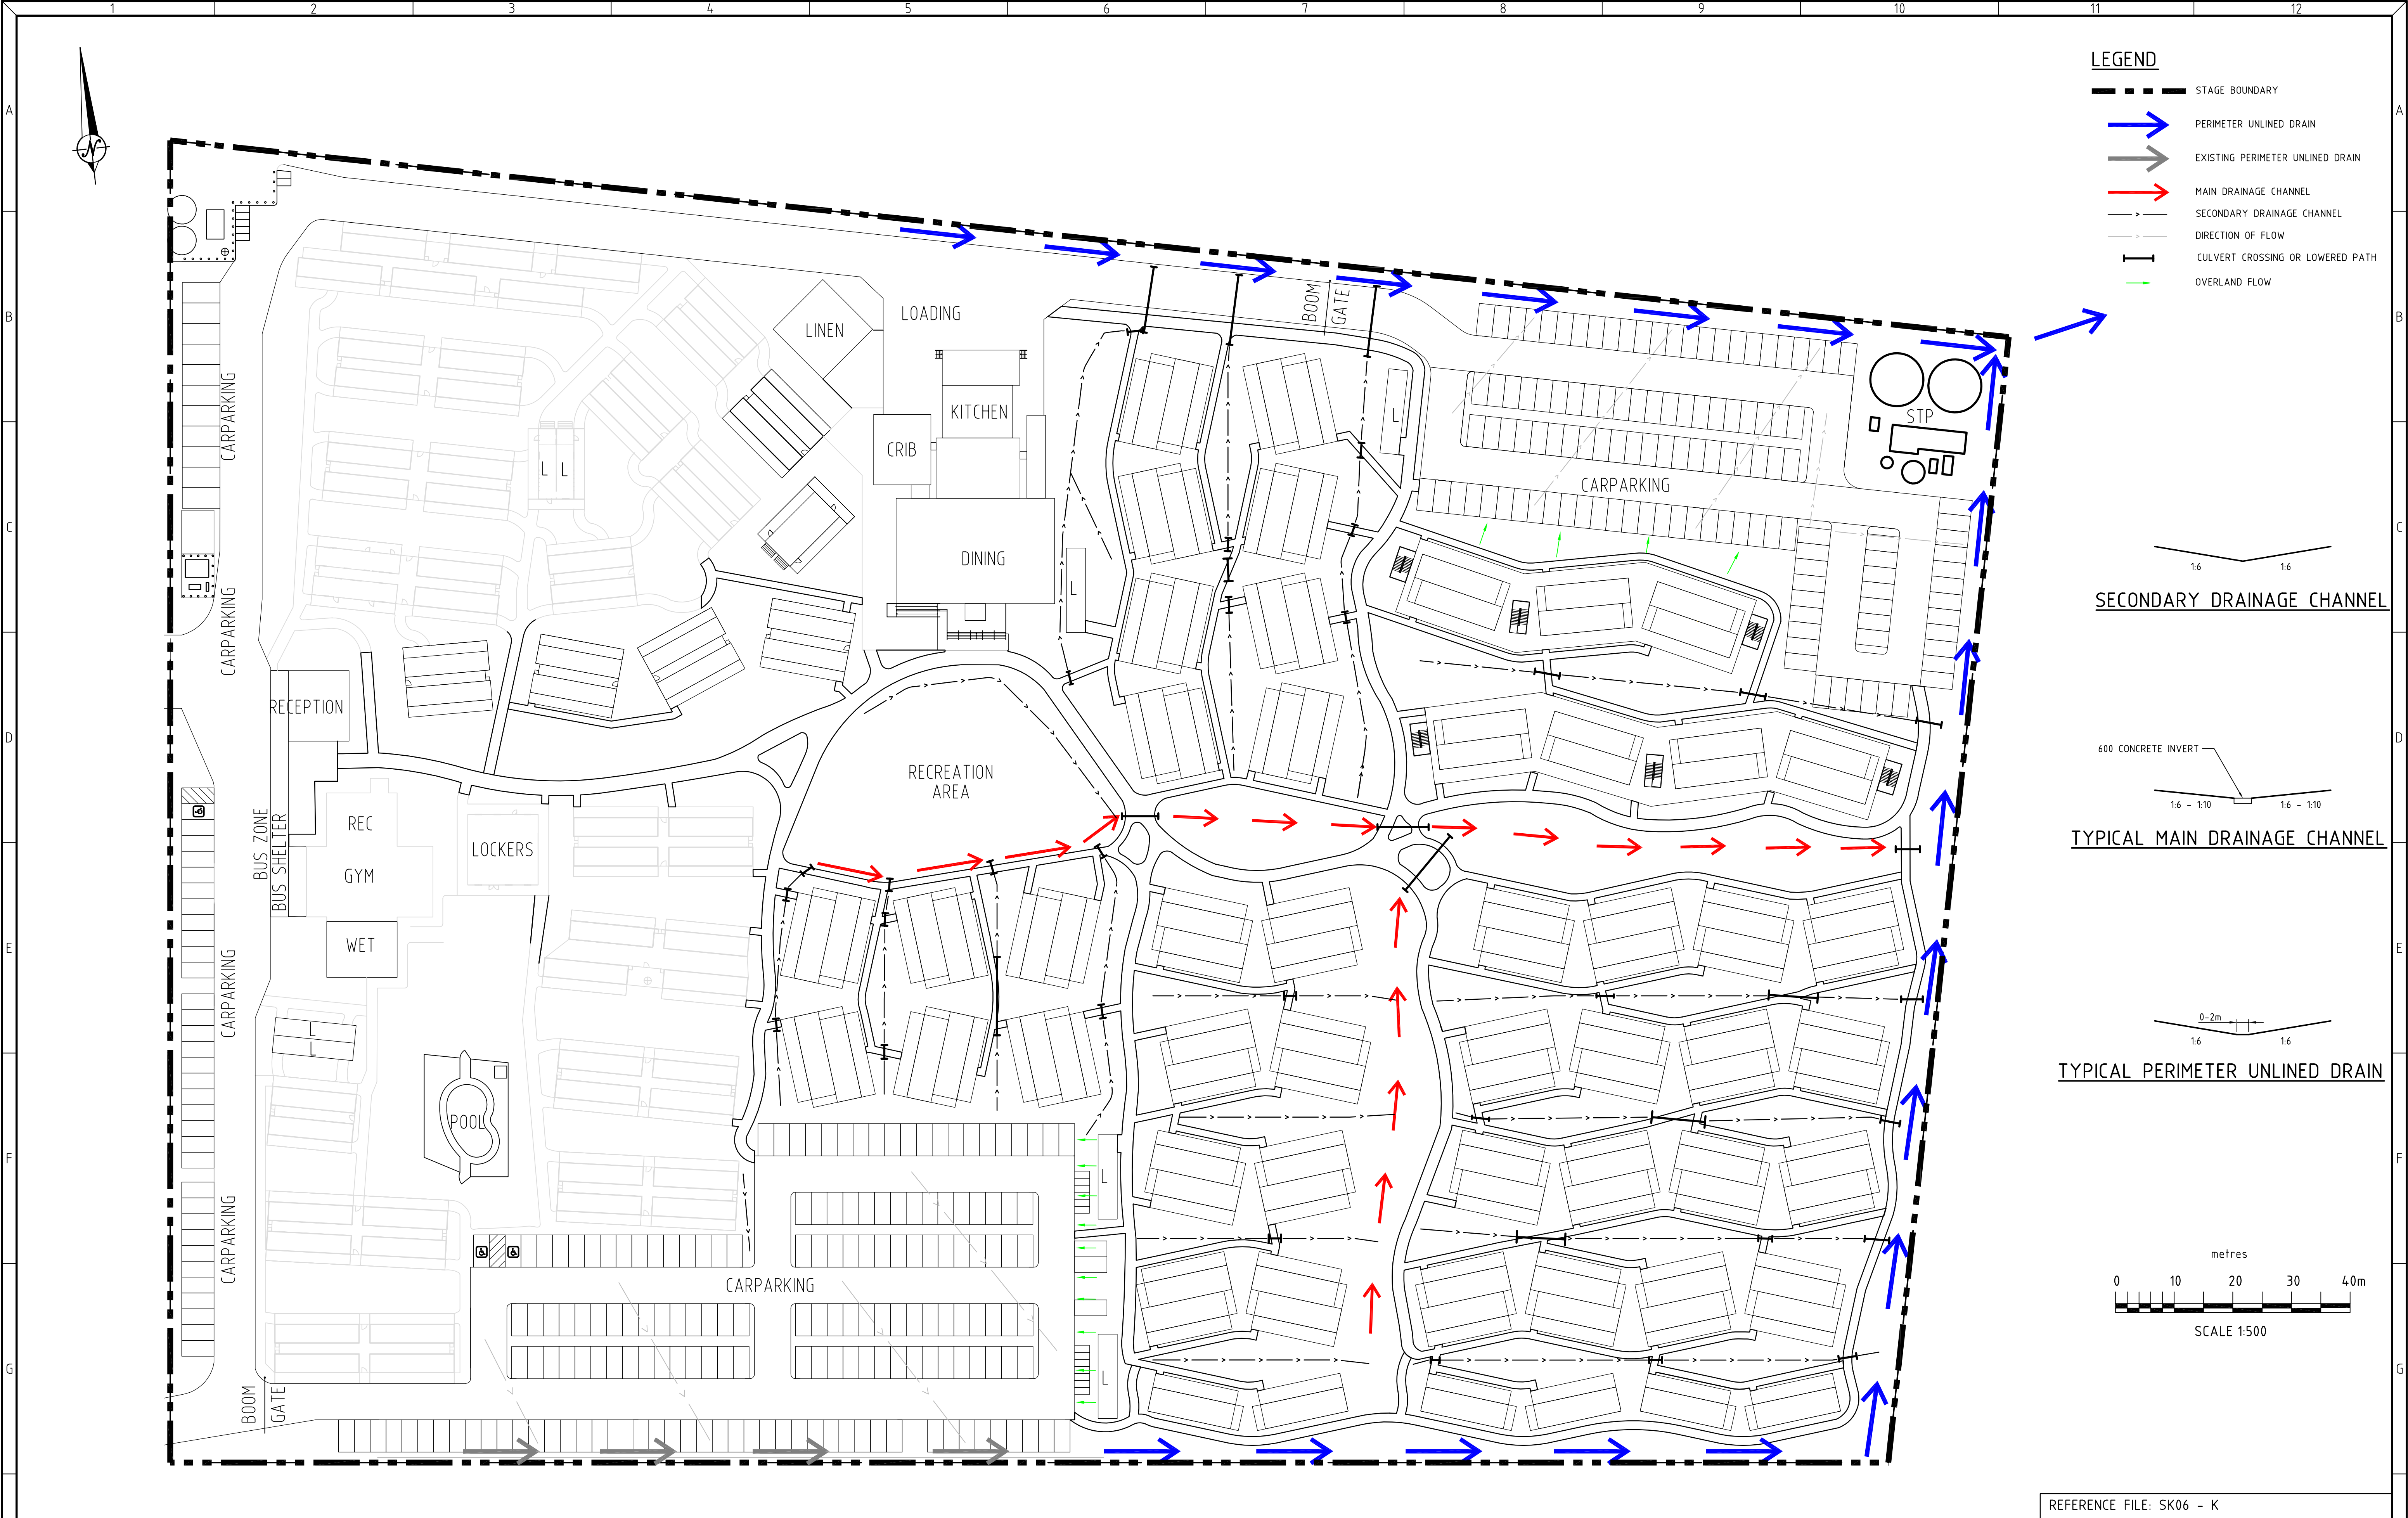 1 2 3 4 5 6 7 8 9 10 11 12
A A
B B
C C
D D
E E
F F
G G
N
LEGEND
STAGE BOUNDARY
PERIMETER UNLINED DRAIN
EXISTING PERIMETER UNLINED DRAIN
MAIN DRAINAGE CHANNEL
SECONDARY DRAINAGE CHANNEL
DIRECTION OF FLOW
CULVERT CROSSING OR LOWERED PATH
OVERLAND FLOW
BOOM
GATE
LINEN
LOADING
KITCHEN
CRIB
DINING
L
L
L L
STP
CARPARKING
CARPARKING
CARPARKING
RECEPTION
RECREATION
AREA
BUS ZONE
BUS SHELTER
REC
GYM
LOCKERS
WET
L
L
POOL
CARPARKING
CARPARKING
CARPARKING
CARPARKING
L
L
BOOM
GATE
1:6 1:6
SECONDARY DRAINAGE CHANNEL
600 CONCRETE INVERT
1:6 - 1:10 1:6 - 1:10
TYPICAL MAIN DRAINAGE CHANNEL
0-2m
1:6 1:6
TYPICAL PERIMETER UNLINED DRAIN
metres
0 10 20 30 40m
SCALE 1:500
REFERENCE FILE: SK06 - K